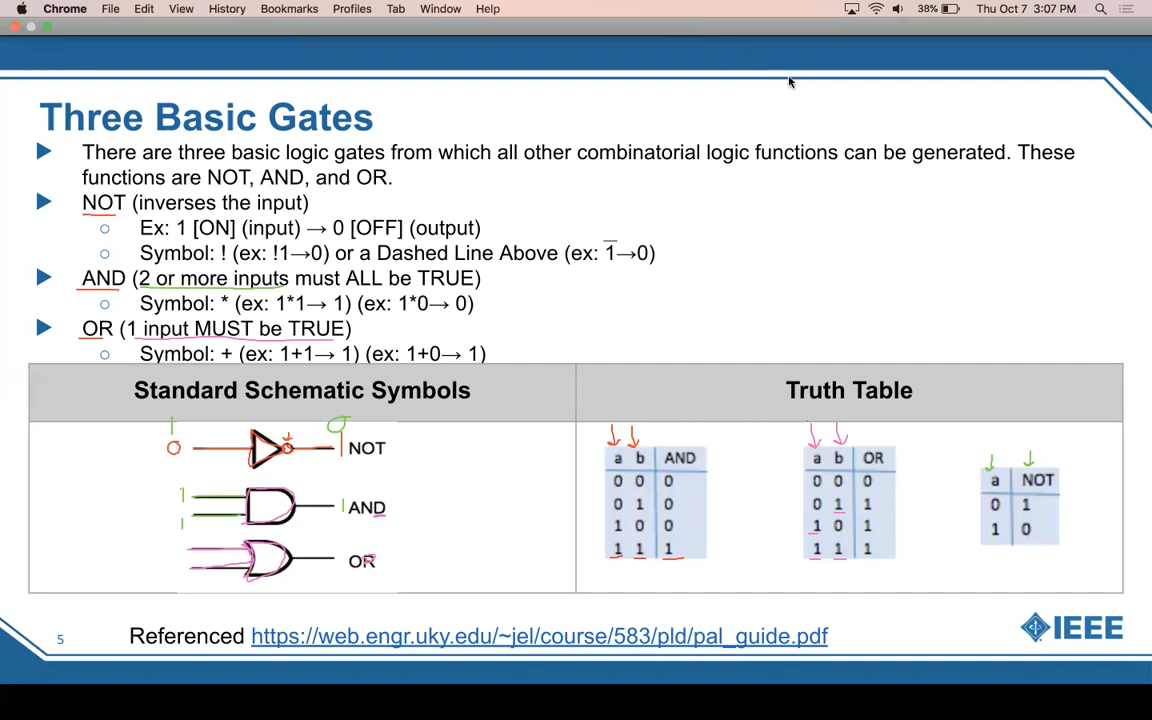 Chrome File Edit View History Bookmarks Profiles Tab Window Help 38% Thu Oct 7 3:07 PM
Three Basic Gates
There are three basic logic gates from which all other combinatorial logic functions can be generated. These
functions are NOT, AND, and OR.
NOT (inverses the input)
Ex: 1 [ON] (input) → 0 [OFF] (output)
Symbol: ! (ex: !1→0) or a Dashed Line Above (ex: 1̅→0)
AND (2 or more inputs must ALL be TRUE)
Symbol: * (ex: 1*1→ 1) (ex: 1*0→ 0)
OR (1 input MUST be TRUE)
Symbol: + (ex: 1+1→ 1) (ex: 1+0→ 1)
Standard Schematic Symbols
1 0
0 1 NOT
1
1 1 AND
OR
Truth Table
a b AND
0 0 0
0 1 0
1 0 0
1 1 1
a b OR
0 0 0
0 1 1
1 0 1
1 1 1
a NOT
0 1
1 0
5
Referenced https://web.engr.uky.edu/~jel/course/583/pld/pal_guide.pdf
IEEE